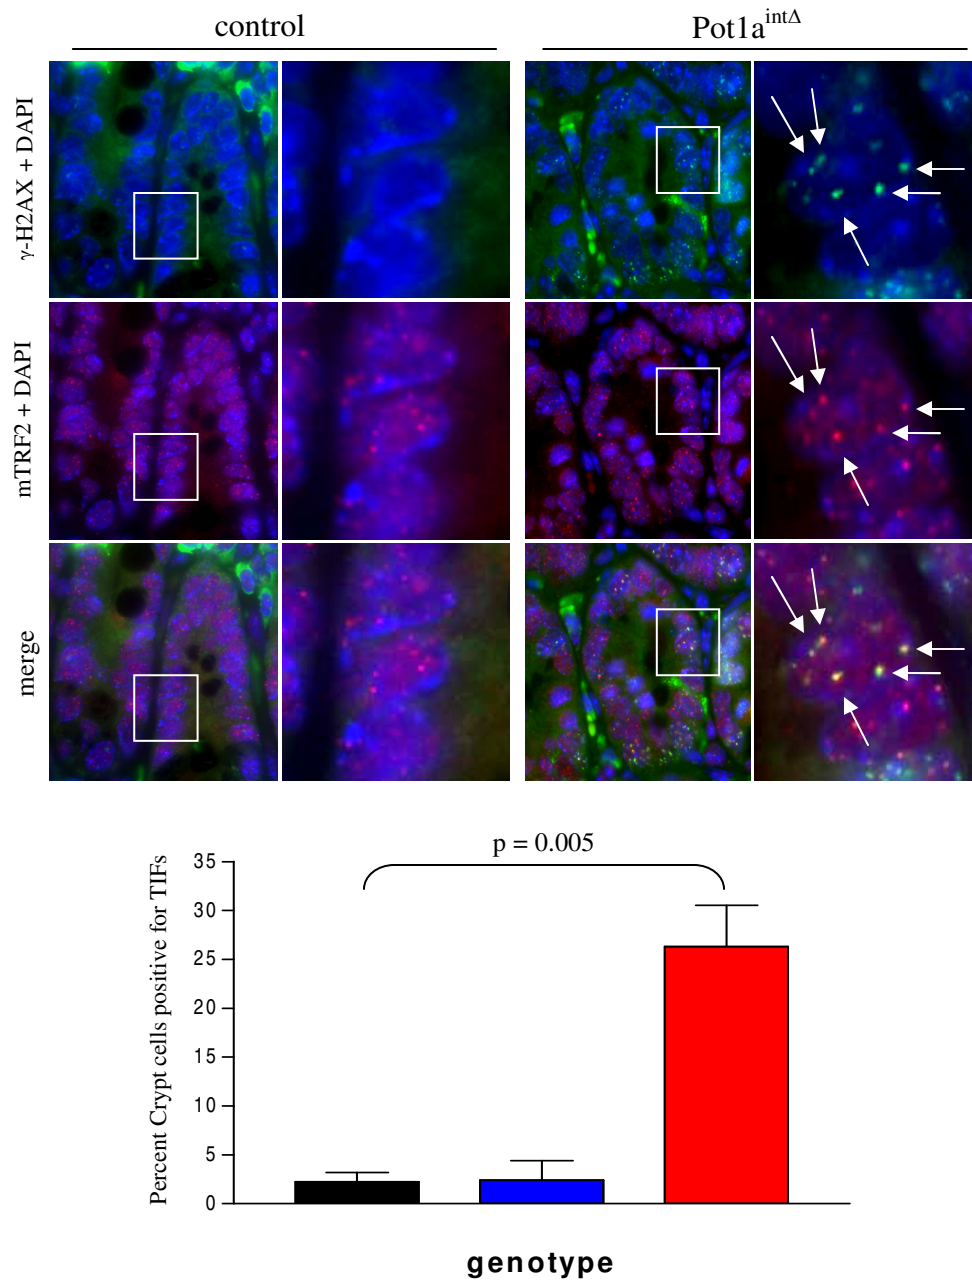 control
Pot1a^intΔ
γ-H2AX + DAPI
mTRF2 + DAPI
merge
p = 0.005
Percent Crypt cells positive for TIFs
35
30
25
20
15
10
5
0
genotype